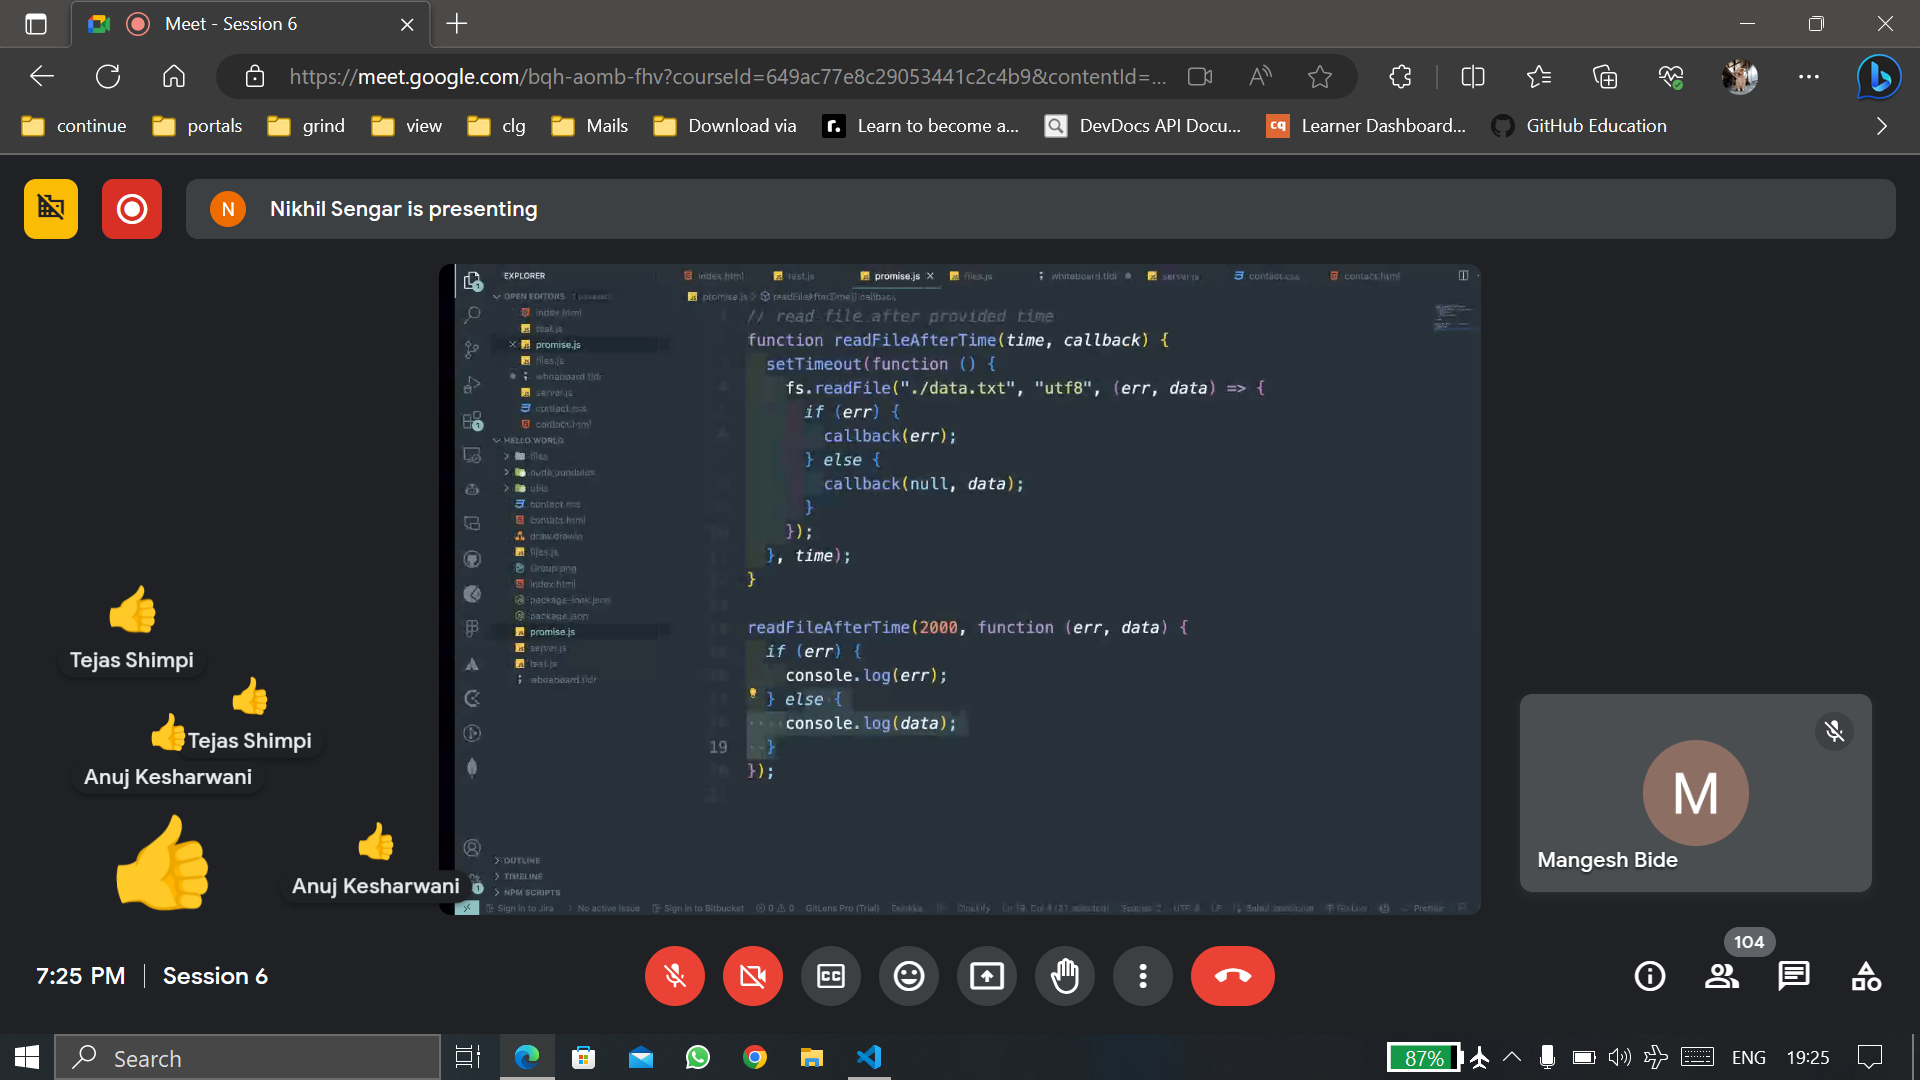 Meet - Session 6
https://meet.google.com/bqh-aomb-fhv?courseId=649ac77e8c29053441c2c4b9&contentId=...
continue portals grind view clg Mails Download via Learn to become a... DevDocs API Docu... Learner Dashboard... GitHub Education
N Nikhil Sengar is presenting
EXPLORER
index.html test.js promise.js files.js whiteboard.tldr server.js contact.css contact.html
OPEN EDITORS
promise.js > readFileAfterTime() callback
index.html
test.js
promise.js
files.js
whiteboard.tldr
server.js
contact.css
contact.html
HELLO WORLD
files
node_modules
utils
contact.css
contact.html
draw.drawio
files.js
Group.png
index.html
package-lock.json
package.json
promise.js
server.js
test.js
whiteboard.tldr
OUTLINE
TIMELINE
NPM SCRIPTS
// read file after provided time
function readFileAfterTime(time, callback) {
setTimeout(function () {
fs.readFile("./data.txt", "utf8", (err, data) => {
if (err) {
callback(err);
} else {
callback(null, data);
}
});
}, time);
}
readFileAfterTime(2000, function (err, data) {
if (err) {
console.log(err);
} else {
console.log(data);
19 }
});
Sign in to Jira No active issue Sign in to Bitbucket 0 0 GitLens Pro (Trial) Clockify UTF-8 LF Go Live Prettier
Tejas Shimpi
Tejas Shimpi
Anuj Kesharwani
Anuj Kesharwani
M
Mangesh Bide
7:25 PM Session 6
CC
104
Search
87%
ENG 19:25